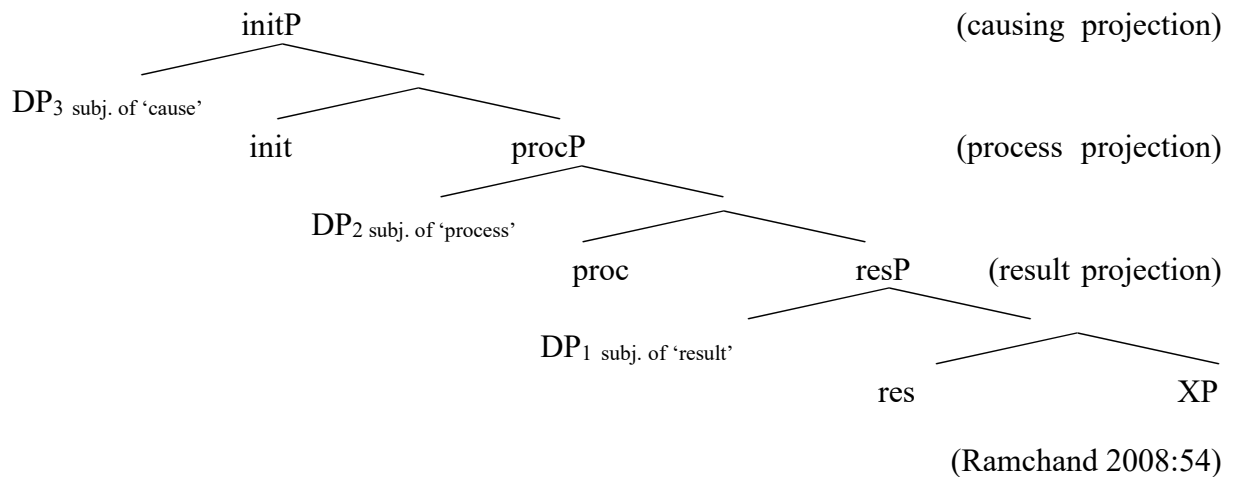 initP (causing projection)
DP3 subj. of ‘cause’
init procP (process projection)
DP2 subj. of ‘process’
proc resP (result projection)
DP1 subj. of ‘result’
res XP
(Ramchand 2008:54)